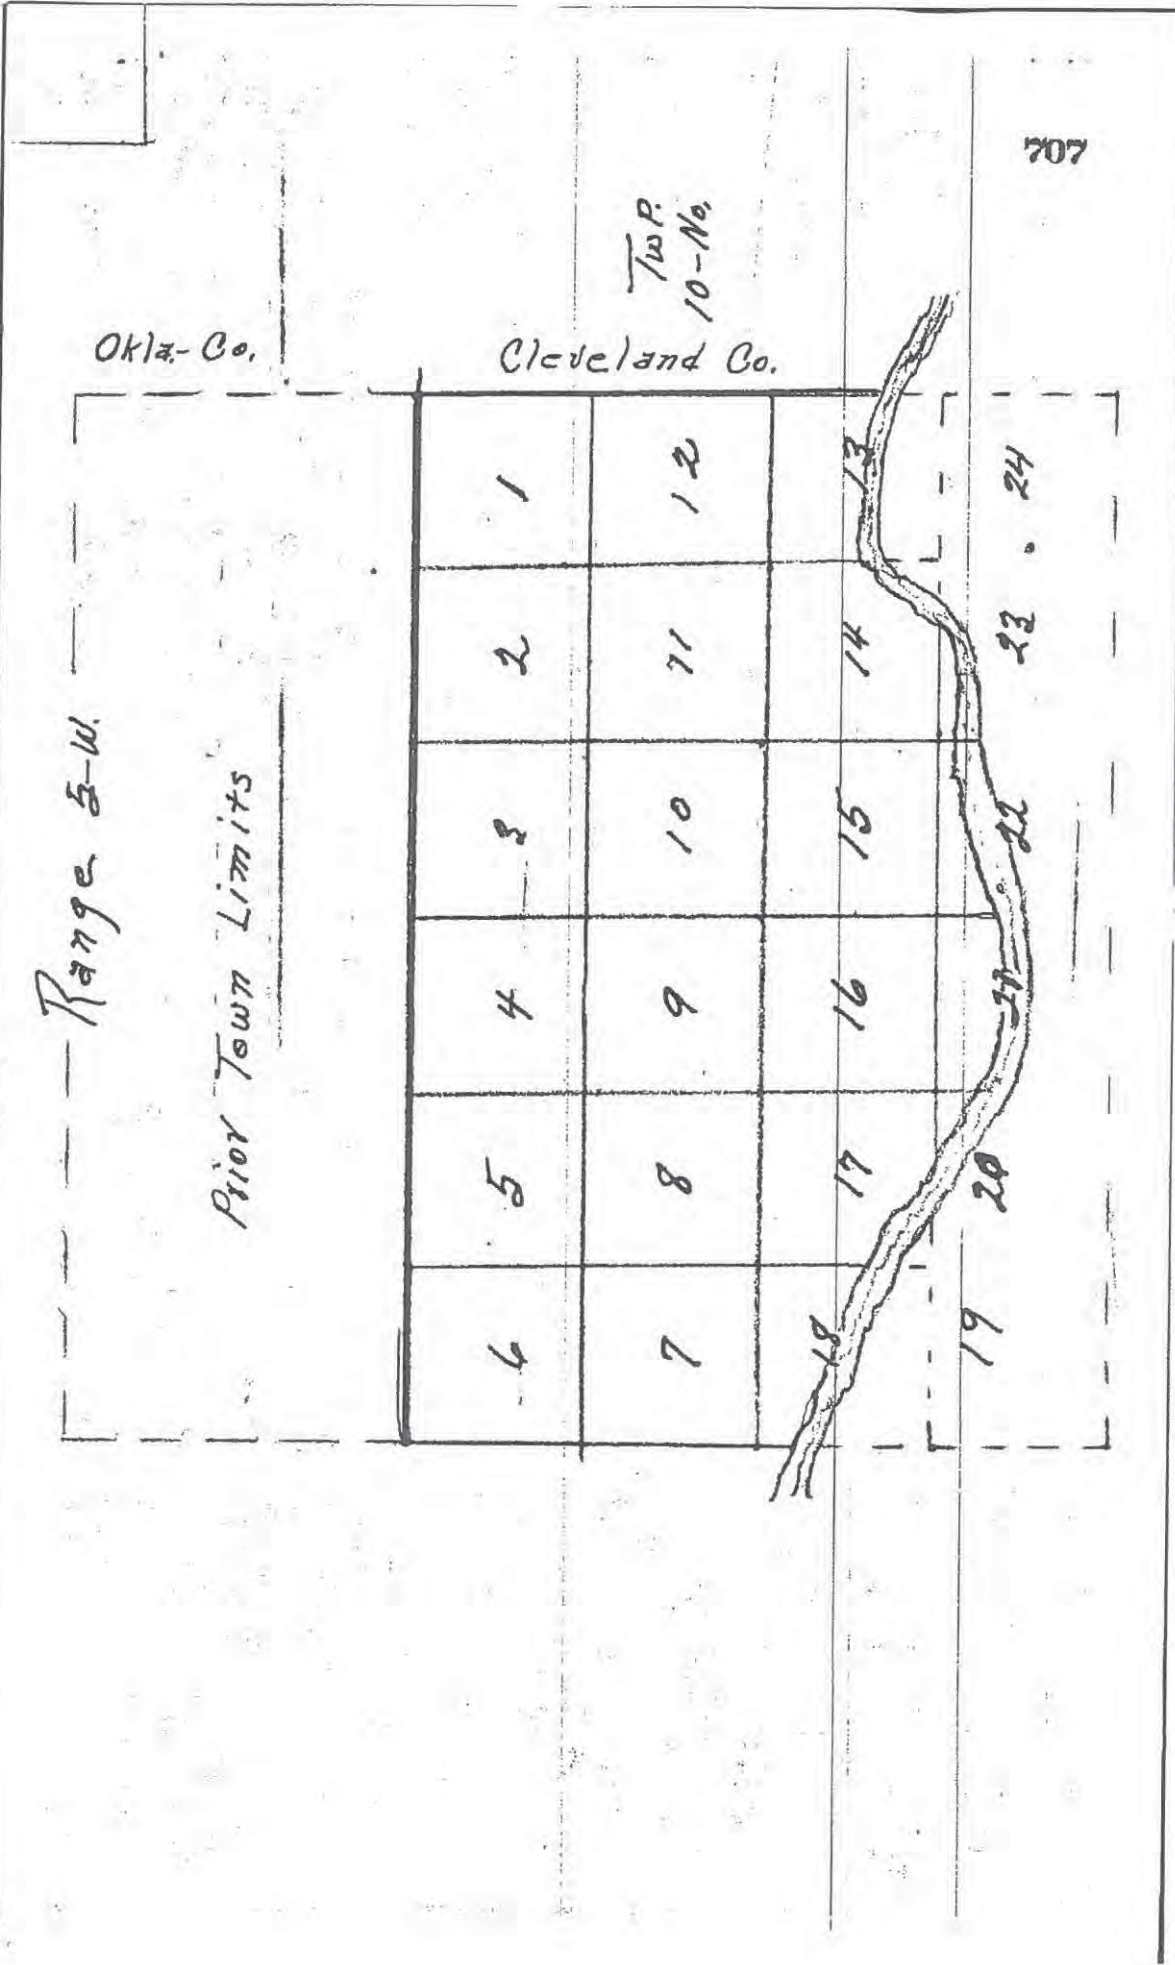 707
Range 5-W.
Prior Town Limits
Okla.- Co.
Cleveland Co.
Twp.
10-No.
6 5 4 3 2 1
7 8 9 10 11 12
18 17 16 15 14 13
19 20 21 22 23 24